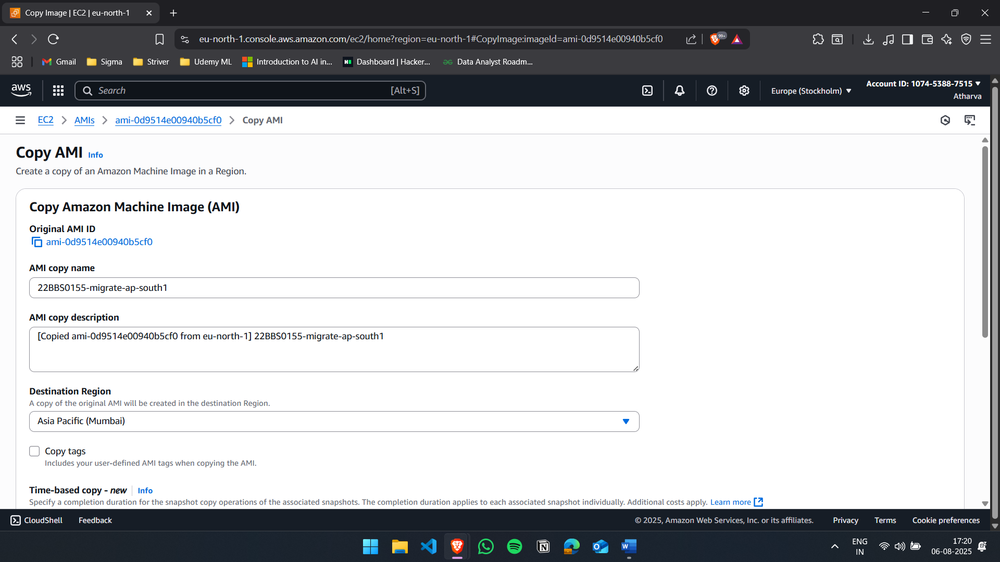 Copy Image | EC2 | eu-north-1
eu-north-1.console.aws.amazon.com/ec2/home?region=eu-north-1#CopyImage:imageId=ami-0d9514e00940b5cf0
99+
Gmail
Sigma
Striver
Udemy ML
Introduction to AI in...
Dashboard | Hacker...
Data Analyst Roadm...
aws
Search
[Alt+S]
Europe (Stockholm)
Account ID: 1074-5388-7515
Atharva
EC2
AMIs
ami-0d9514e00940b5cf0
Copy AMI
Copy AMI Info
Create a copy of an Amazon Machine Image in a Region.
Copy Amazon Machine Image (AMI)
Original AMI ID
ami-0d9514e00940b5cf0
AMI copy name
22BBS0155-migrate-ap-south1
AMI copy description
[Copied ami-0d9514e00940b5cf0 from eu-north-1] 22BBS0155-migrate-ap-south1
Destination Region
A copy of the original AMI will be created in the destination Region.
Asia Pacific (Mumbai)
Copy tags
Includes your user-defined AMI tags when copying the AMI.
Time-based copy - new Info
Specify a completion duration for the snapshot copy operations of the associated snapshots. The completion duration applies to each associated snapshot individually. Additional costs apply. Learn more
CloudShell
Feedback
© 2025, Amazon Web Services, Inc. or its affiliates.
Privacy
Terms
Cookie preferences
ENG
IN
17:20
06-08-2025